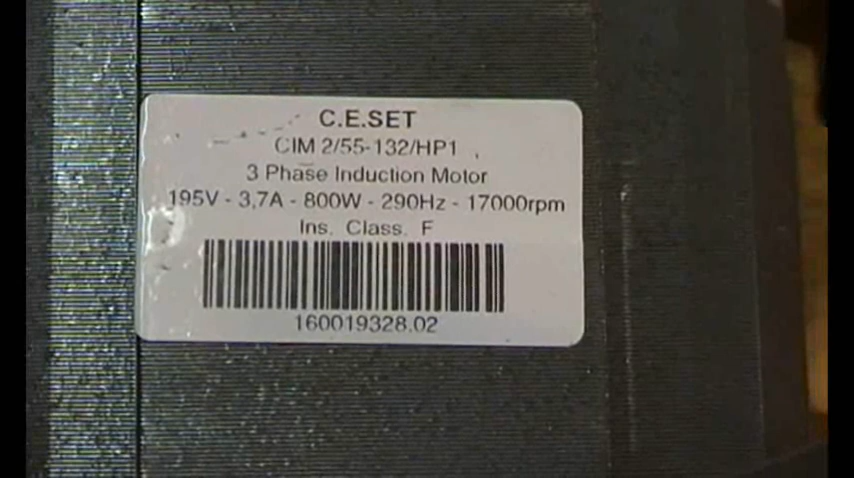 C.E.SET
CIM 2/55-132/HP1
3 Phase Induction Motor
195V - 3,7A - 800W - 290Hz - 17000rpm
Ins. Class. F
160019328.02